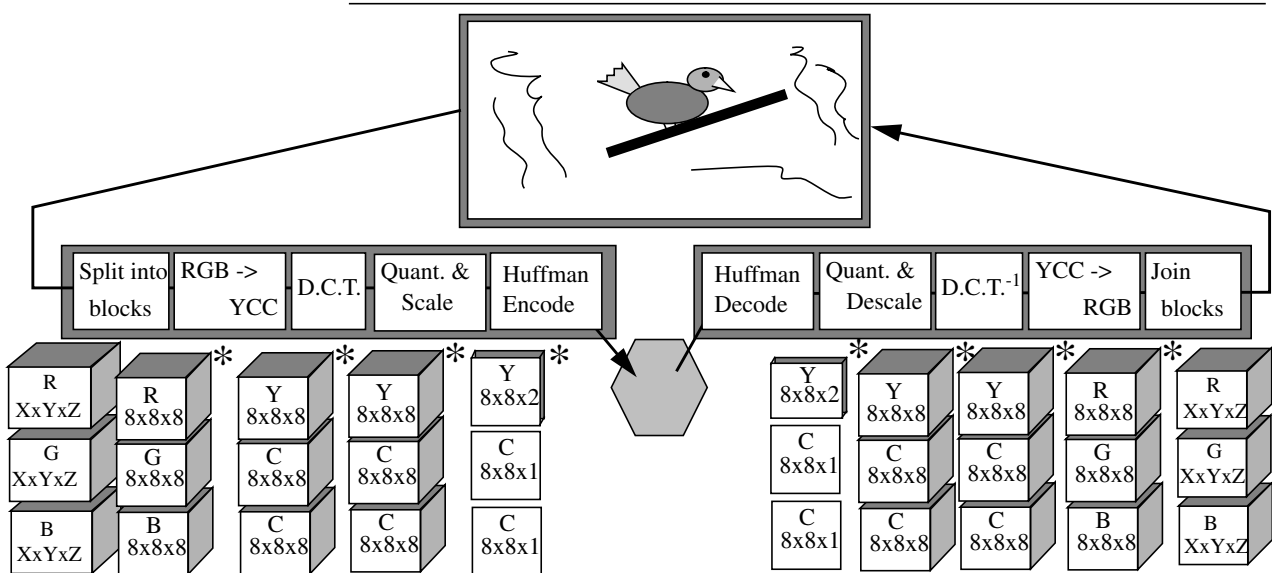 Split into
blocks
RGB ->
YCC
D.C.T.
Quant. &
Scale
Huffman
Encode
Huffman
Decode
Quant. &
Descale
D.C.T.-1
YCC ->
RGB
Join
blocks
R
XxYxZ
G
XxYxZ
B
XxYxZ
*
R
8x8x8
G
8x8x8
B
8x8x8
*
Y
8x8x8
C
8x8x8
C
8x8x8
*
Y
8x8x8
C
8x8x8
C
8x8x8
*
Y
8x8x2
C
8x8x1
C
8x8x1
*
Y
8x8x2
C
8x8x1
C
8x8x1
*
Y
8x8x8
C
8x8x8
C
8x8x8
*
Y
8x8x8
C
8x8x8
C
8x8x8
*
R
8x8x8
G
8x8x8
B
8x8x8
R
XxYxZ
G
XxYxZ
B
XxYxZ